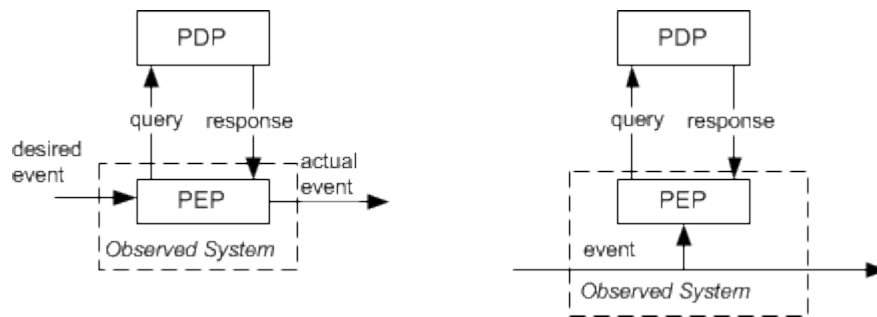 PDP
query
response
desired
event
actual
event
PEP
Observed System
PDP
query
response
PEP
event
Observed System